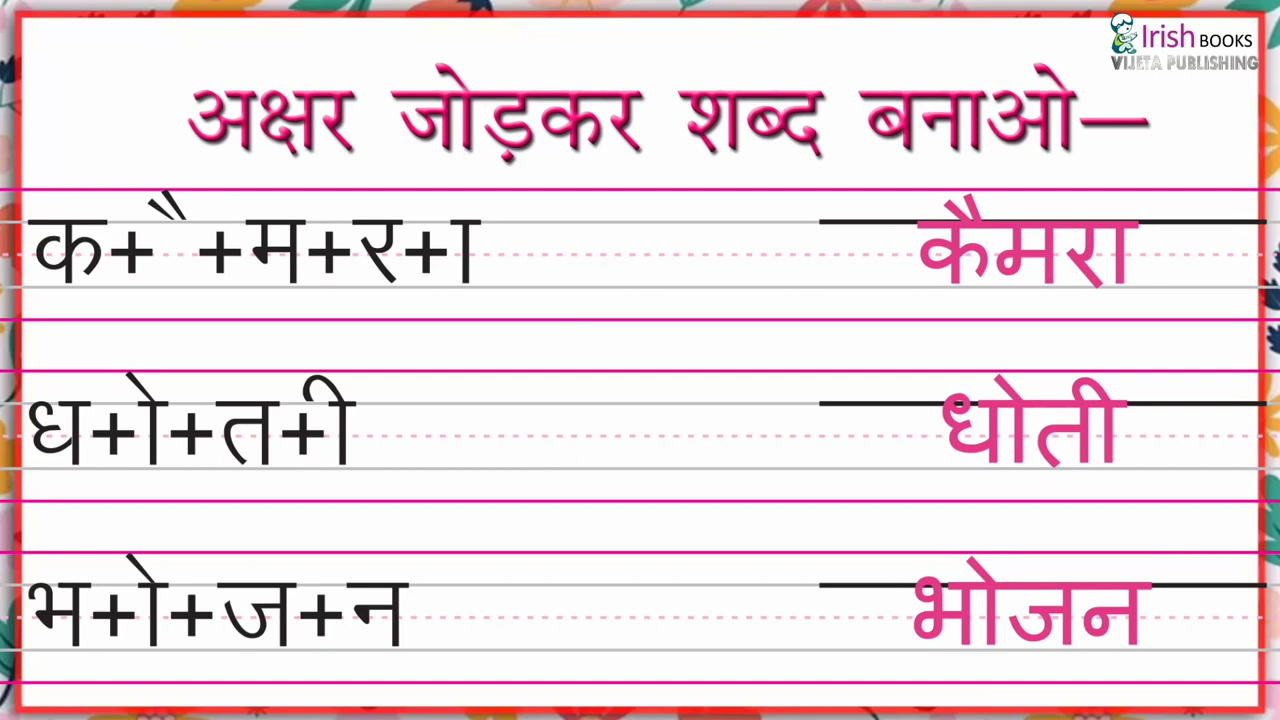 Irish BOOKS
VIJETA PUBLISHING
अक्षर जोड़कर शब्द बनाओ—
क+ै+म+र+ा कैमरा
ध+ो+त+ी धोती
भ+ो+ज+न भोजन